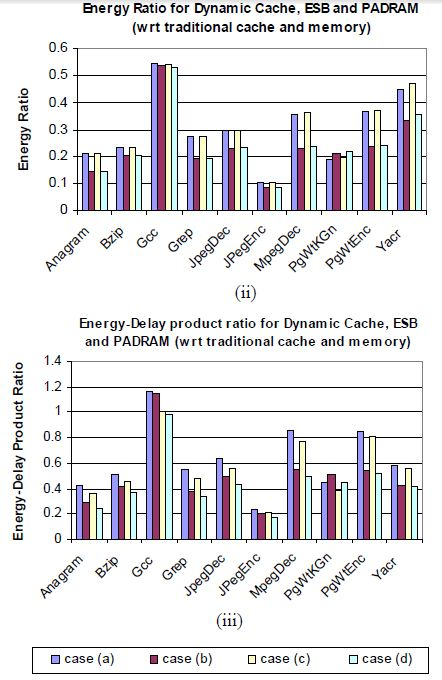 Energy Ratio for Dynamic Cache, ESB and PADRAM
(wrt traditional cache and memory)
Energy Ratio
0.6
0.5
0.4
0.3
0.2
0.1
0
Anagram
Bzip
Gcc
Grep
JpegDec
JPegEnc
MpegDec
PgWtKGn
PgWtEnc
Yacr
(ii)
Energy-Delay product ratio for Dynamic Cache, ESB
and PADRAM (wrt traditional cache and memory)
Energy-Delay Product Ratio
1.4
1.2
1
0.8
0.6
0.4
0.2
0
Anagram
Bzip
Gcc
Grep
JpegDec
JPegEnc
MpegDec
PgWtKGn
PgWtEnc
Yacr
(iii)
case (a)
case (b)
case (c)
case (d)